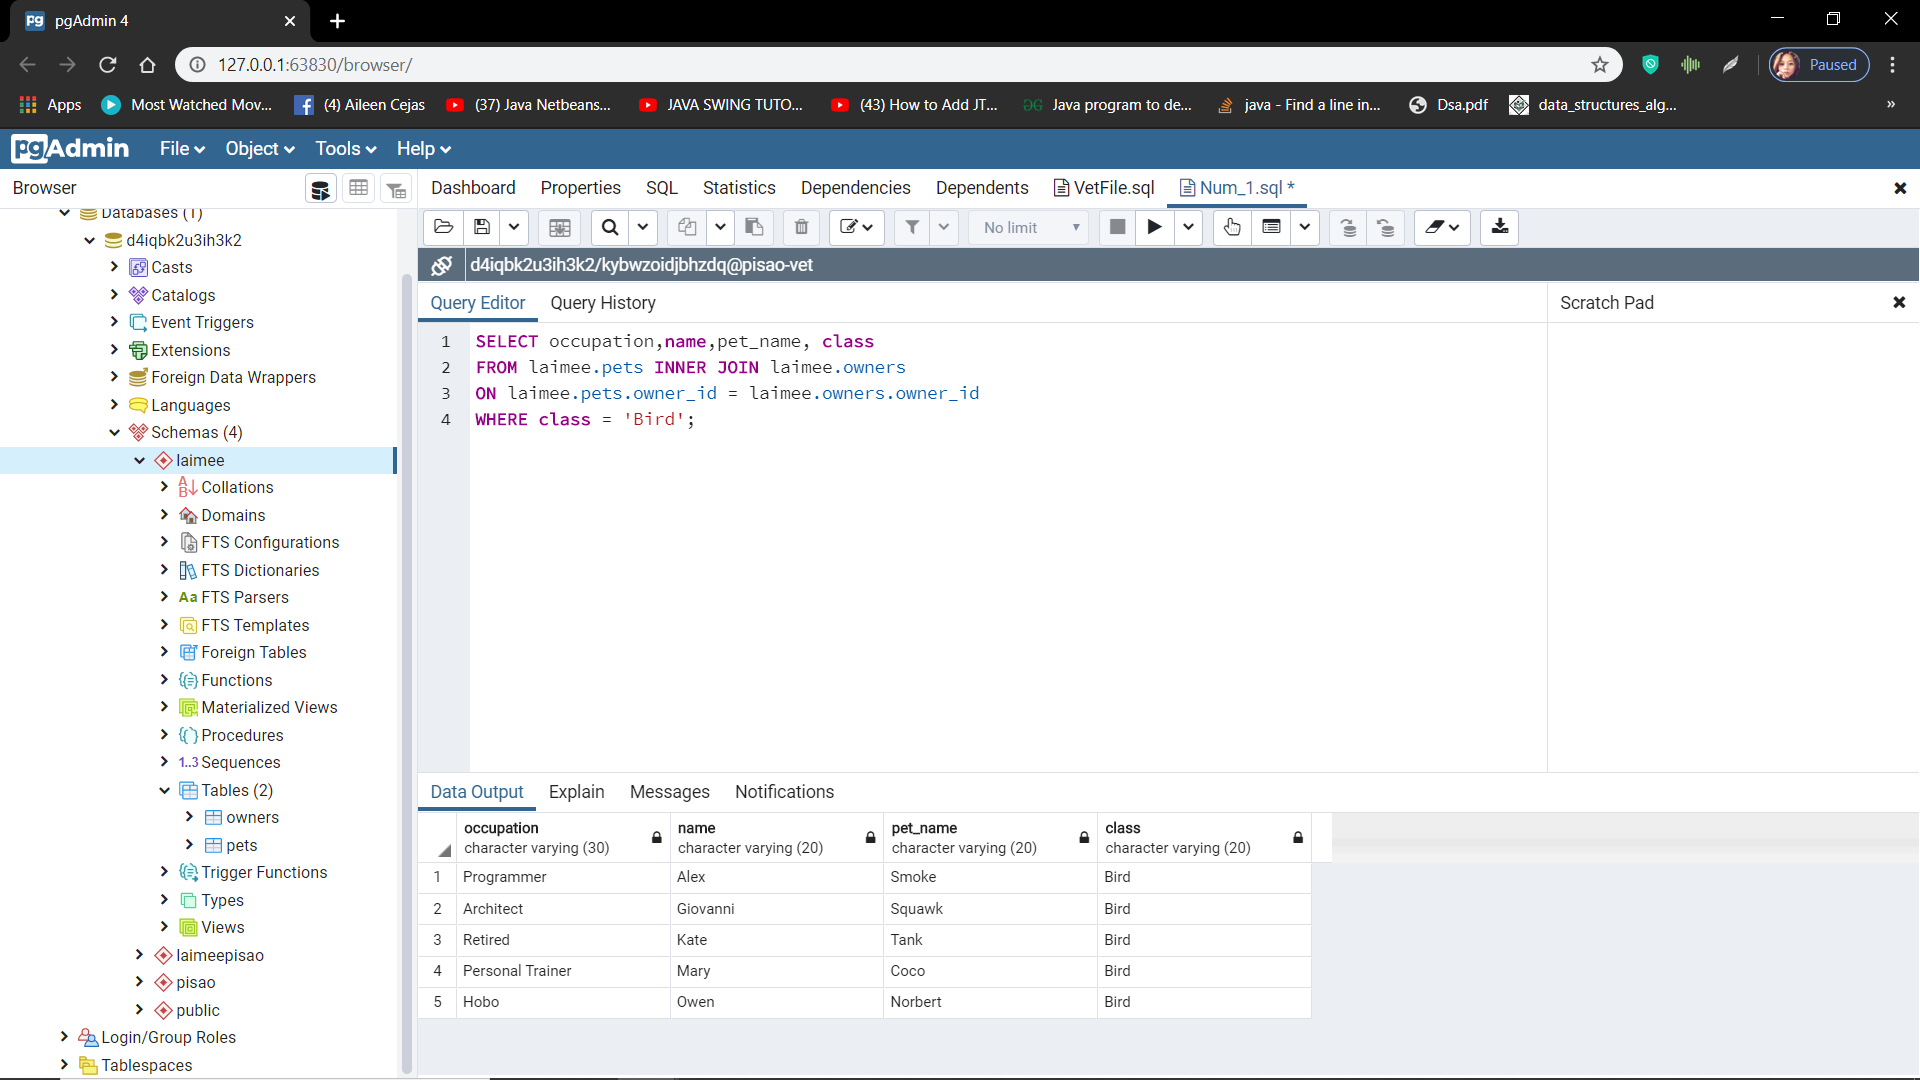 pgAdmin 4
127.0.0.1:63830/browser/
Paused
Apps
Most Watched Mov...
(4) Aileen Cejas
(37) Java Netbeans...
JAVA SWING TUTO...
(43) How to Add JT...
Java program to de...
java - Find a line in...
Dsa.pdf
data_structures_alg...
»
pgAdmin File Object Tools Help
Browser
Dashboard Properties SQL Statistics Dependencies Dependents VetFile.sql Num_1.sql *
No limit
d4iqbk2u3ih3k2/kybwzoidjbhzdq@pisao-vet
Databases (1)
d4iqbk2u3ih3k2
Casts
Catalogs
Event Triggers
Extensions
Foreign Data Wrappers
Languages
Schemas (4)
laimee
Collations
Domains
FTS Configurations
FTS Dictionaries
Aa FTS Parsers
FTS Templates
Foreign Tables
Functions
Materialized Views
Procedures
1..3 Sequences
Tables (2)
owners
pets
Trigger Functions
Types
Views
laimeepisao
pisao
public
Login/Group Roles
Tablespaces
Query Editor Query History
Scratch Pad
1 SELECT occupation,name,pet_name, class
2 FROM laimee.pets INNER JOIN laimee.owners
3 ON laimee.pets.owner_id = laimee.owners.owner_id
4 WHERE class = 'Bird';
Data Output Explain Messages Notifications
occupation name pet_name class
character varying (30) character varying (20) character varying (20) character varying (20)
1 Programmer Alex Smoke Bird
2 Architect Giovanni Squawk Bird
3 Retired Kate Tank Bird
4 Personal Trainer Mary Coco Bird
5 Hobo Owen Norbert Bird